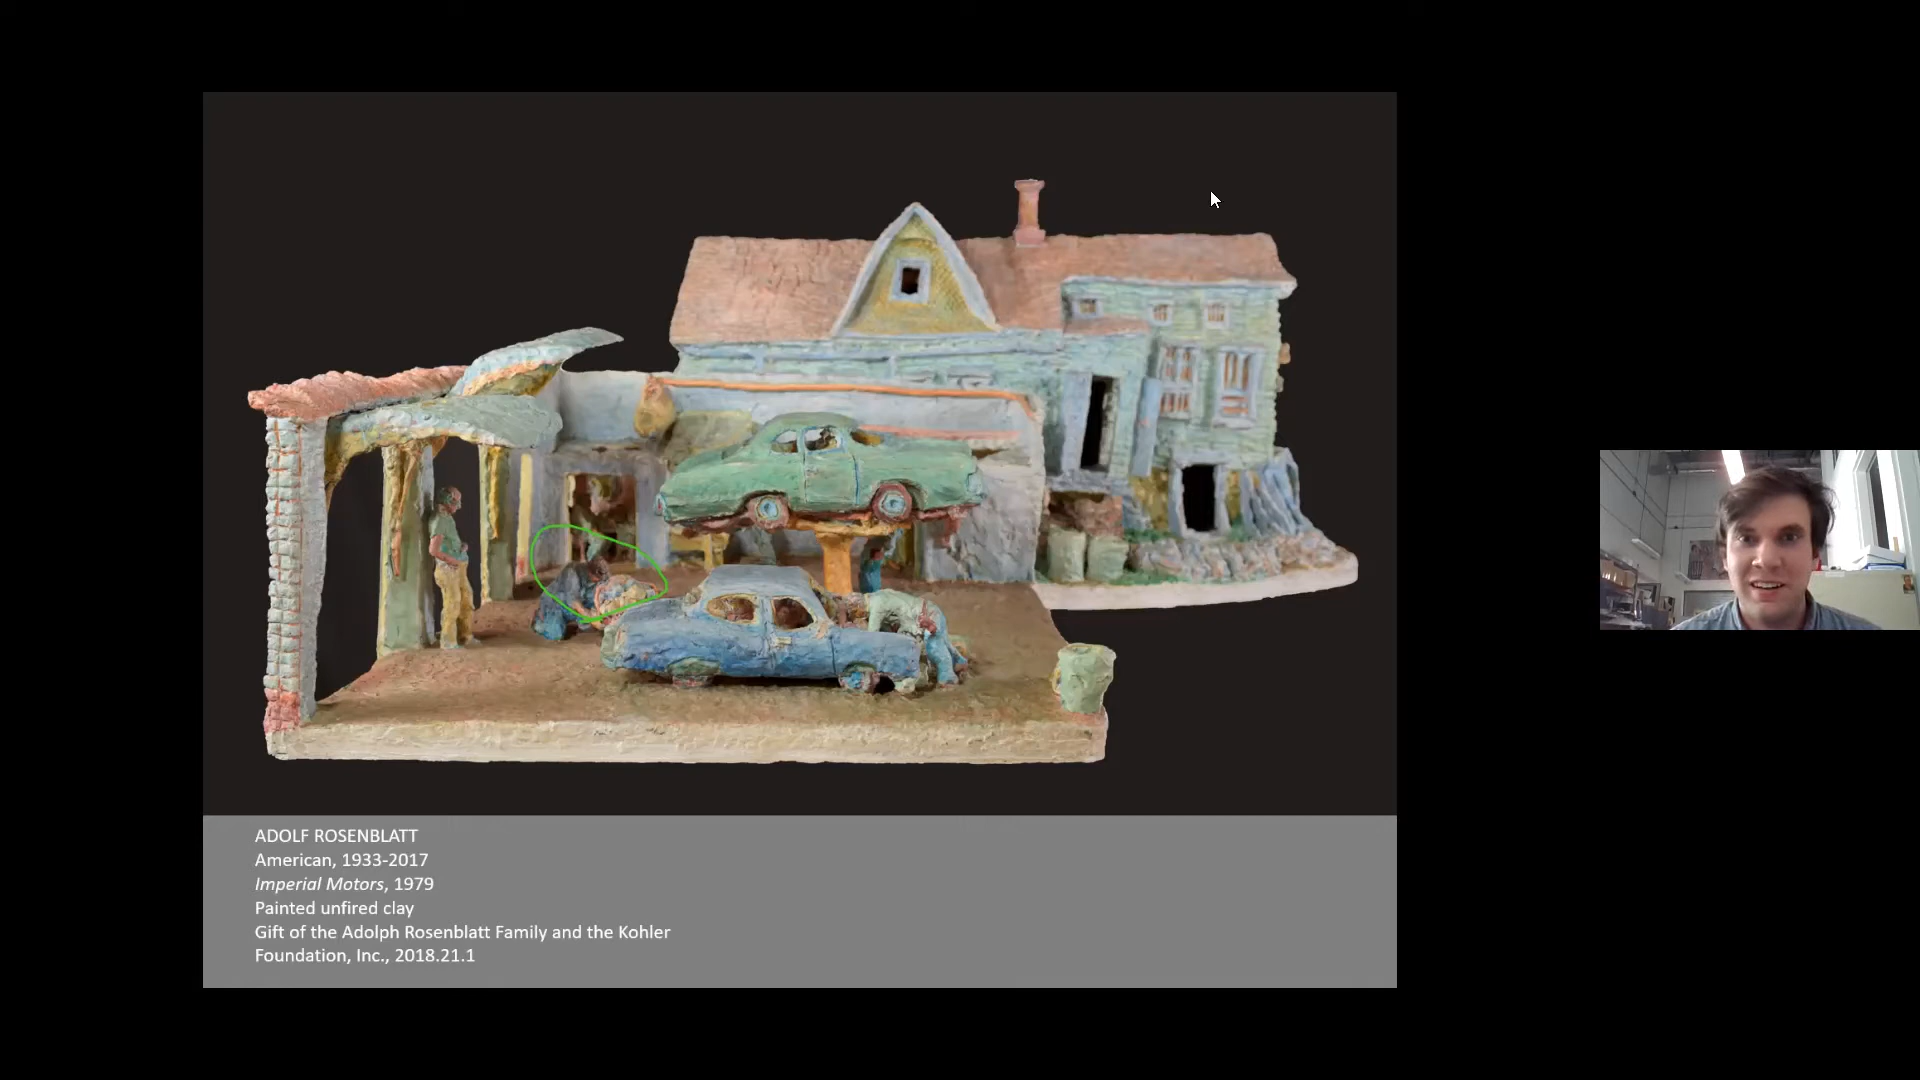 ADOLF ROSENBLATT
American, 1933-2017
Imperial Motors, 1979
Painted unfired clay
Gift of the Adolph Rosenblatt Family and the Kohler
Foundation, Inc., 2018.21.1